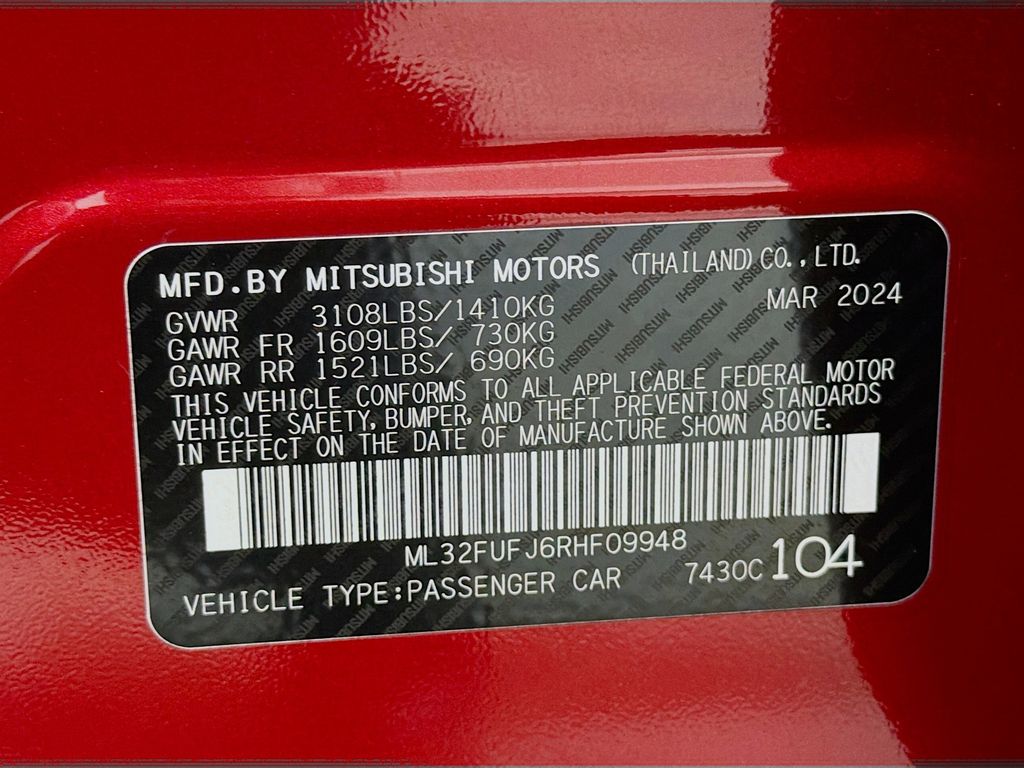 MFD.BY MITSUBISHI MOTORS (THAILAND) CO., LTD.
GVWR 3108LBS/1410KG MAR 2024
GAWR FR 1609LBS/ 730KG
GAWR RR 1521LBS/ 690KG
THIS VEHICLE CONFORMS TO ALL APPLICABLE FEDERAL MOTOR
VEHICLE SAFETY, BUMPER, AND THEFT PREVENTION STANDARDS
IN EFFECT ON THE DATE OF MANUFACTURE SHOWN ABOVE.
ML32FUFJ6RHF09948
VEHICLE TYPE:PASSENGER CAR 7430C 104